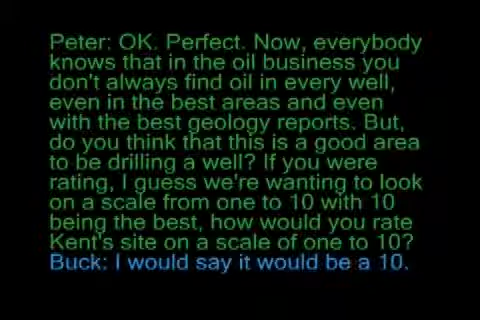 Peter: OK. Perfect. Now, everybody
knows that in the oil business you
don't always find oil in every well,
even in the best areas and even
with the best geology reports. But,
do you think that this is a good area
to be drilling a well? If you were
rating, I guess we're wanting to look
on a scale from one to 10 with 10
being the best, how would you rate
Kent's site on a scale of one to 10?
Buck: I would say it would be a 10.